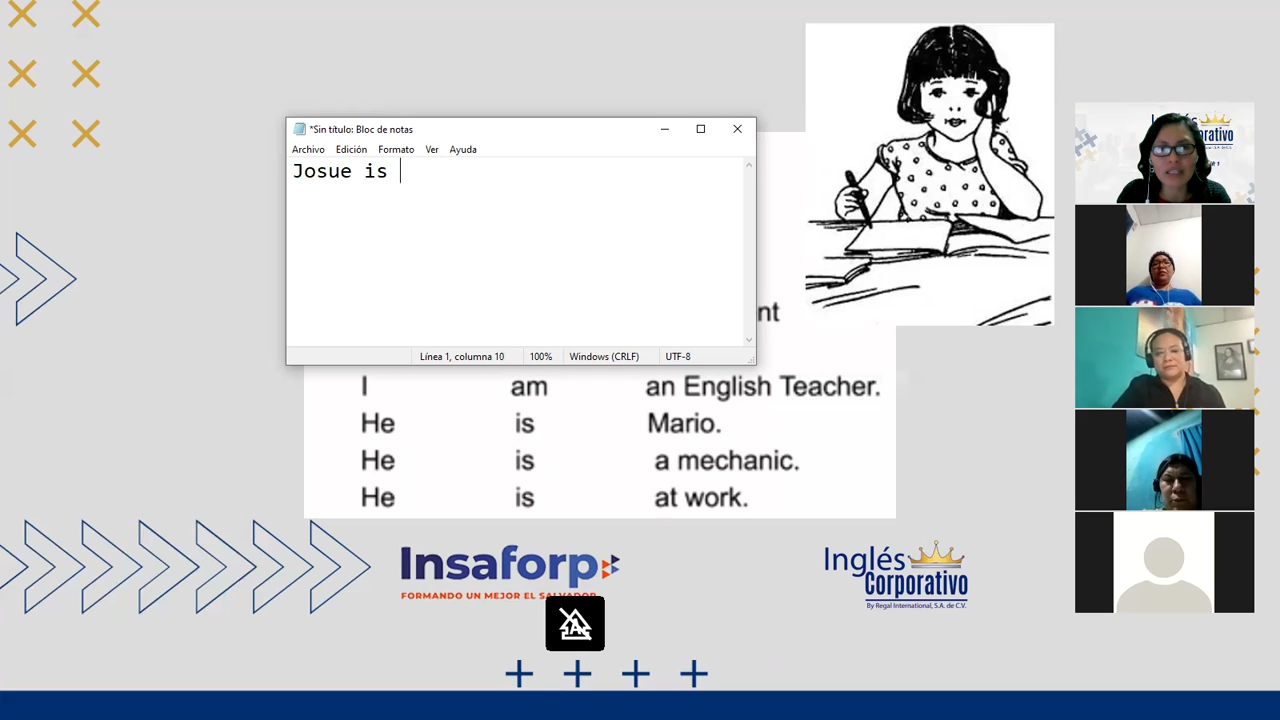 *Sin título: Bloc de notas
Archivo Edición Formato Ver Ayuda
Josue is
Línea 1, columna 10 100% Windows (CRLF) UTF-8
nt
I am an English Teacher.
He is Mario.
He is a mechanic.
He is at work.
Insaforp
FORMANDO UN MEJOR EL SALVADOR
Inglés
Corporativo
By Regal International, S.A. de C.V.
A